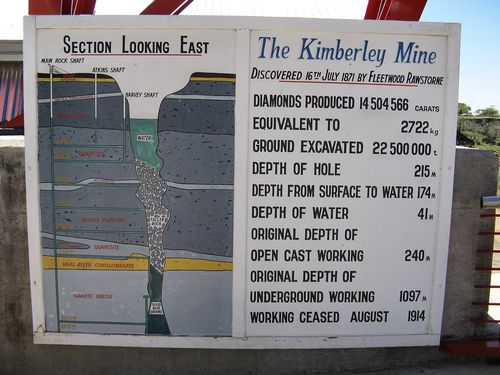 SECTION LOOKING EAST
MAIN ROCK SHAFT
ATKINS SHAFT
HARVEY SHAFT
WATER
QUARTZITE
QUARTZ PORPHYRY
QUARTZITE
VAAL-RIVER CONGLOMERATE
GRANITE GNEISS
The Kimberley Mine
DISCOVERED 16TH JULY 1871 BY FLEETWOOD RAWSTORNE
DIAMONDS PRODUCED 14 504 566 CARATS
EQUIVALENT TO 2722 kg
GROUND EXCAVATED 22 500 000 t.
DEPTH OF HOLE 215 M
DEPTH FROM SURFACE TO WATER 174 M
DEPTH OF WATER 41 M
ORIGINAL DEPTH OF
OPEN CAST WORKING 240 M
ORIGINAL DEPTH OF
UNDERGROUND WORKING 1097 M
WORKING CEASED AUGUST 1914